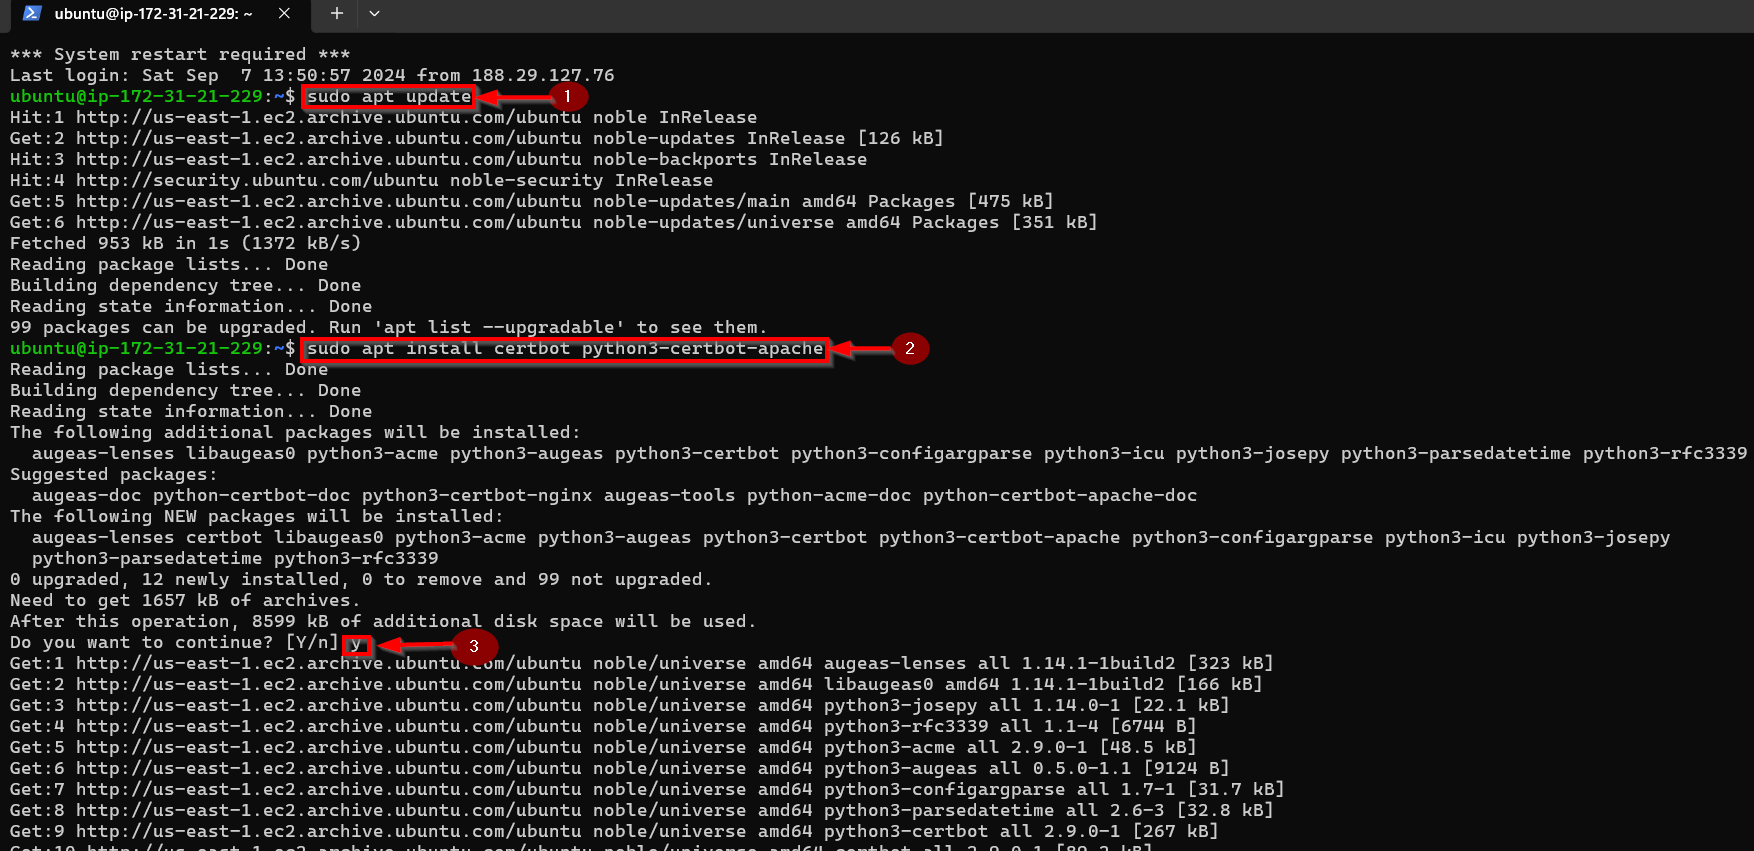 ubuntu@ip-172-31-21-229: ~
*** System restart required ***
Last login: Sat Sep  7 13:50:57 2024 from 188.29.127.76
ubuntu@ip-172-31-21-229:~$ sudo apt update 1
Hit:1 http://us-east-1.ec2.archive.ubuntu.com/ubuntu noble InRelease
Get:2 http://us-east-1.ec2.archive.ubuntu.com/ubuntu noble-updates InRelease [126 kB]
Hit:3 http://us-east-1.ec2.archive.ubuntu.com/ubuntu noble-backports InRelease
Hit:4 http://security.ubuntu.com/ubuntu noble-security InRelease
Get:5 http://us-east-1.ec2.archive.ubuntu.com/ubuntu noble-updates/main amd64 Packages [475 kB]
Get:6 http://us-east-1.ec2.archive.ubuntu.com/ubuntu noble-updates/universe amd64 Packages [351 kB]
Fetched 953 kB in 1s (1372 kB/s)
Reading package lists... Done
Building dependency tree... Done
Reading state information... Done
99 packages can be upgraded. Run 'apt list --upgradable' to see them.
ubuntu@ip-172-31-21-229:~$ sudo apt install certbot python3-certbot-apache 2
Reading package lists... Done
Building dependency tree... Done
Reading state information... Done
The following additional packages will be installed:
  augeas-lenses libaugeas0 python3-acme python3-augeas python3-certbot python3-configargparse python3-icu python3-josepy python3-parsedatetime python3-rfc3339
Suggested packages:
  augeas-doc python-certbot-doc python3-certbot-nginx augeas-tools python-acme-doc python-certbot-apache-doc
The following NEW packages will be installed:
  augeas-lenses certbot libaugeas0 python3-acme python3-augeas python3-certbot python3-certbot-apache python3-configargparse python3-icu python3-josepy
  python3-parsedatetime python3-rfc3339
0 upgraded, 12 newly installed, 0 to remove and 99 not upgraded.
Need to get 1657 kB of archives.
After this operation, 8599 kB of additional disk space will be used.
Do you want to continue? [Y/n] y 3
Get:1 http://us-east-1.ec2.archive.ubuntu.com/ubuntu noble/universe amd64 augeas-lenses all 1.14.1-1build2 [323 kB]
Get:2 http://us-east-1.ec2.archive.ubuntu.com/ubuntu noble/universe amd64 libaugeas0 amd64 1.14.1-1build2 [166 kB]
Get:3 http://us-east-1.ec2.archive.ubuntu.com/ubuntu noble/universe amd64 python3-josepy all 1.14.0-1 [22.1 kB]
Get:4 http://us-east-1.ec2.archive.ubuntu.com/ubuntu noble/universe amd64 python3-rfc3339 all 1.1-4 [6744 B]
Get:5 http://us-east-1.ec2.archive.ubuntu.com/ubuntu noble/universe amd64 python3-acme all 2.9.0-1 [48.5 kB]
Get:6 http://us-east-1.ec2.archive.ubuntu.com/ubuntu noble/universe amd64 python3-augeas all 0.5.0-1.1 [9124 B]
Get:7 http://us-east-1.ec2.archive.ubuntu.com/ubuntu noble/universe amd64 python3-configargparse all 1.7-1 [31.7 kB]
Get:8 http://us-east-1.ec2.archive.ubuntu.com/ubuntu noble/universe amd64 python3-parsedatetime all 2.6-3 [32.8 kB]
Get:9 http://us-east-1.ec2.archive.ubuntu.com/ubuntu noble/universe amd64 python3-certbot all 2.9.0-1 [267 kB]
Get:10 http://us-east-1.ec2.archive.ubuntu.com/ubuntu noble/universe amd64 certbot all 2.9.0-1